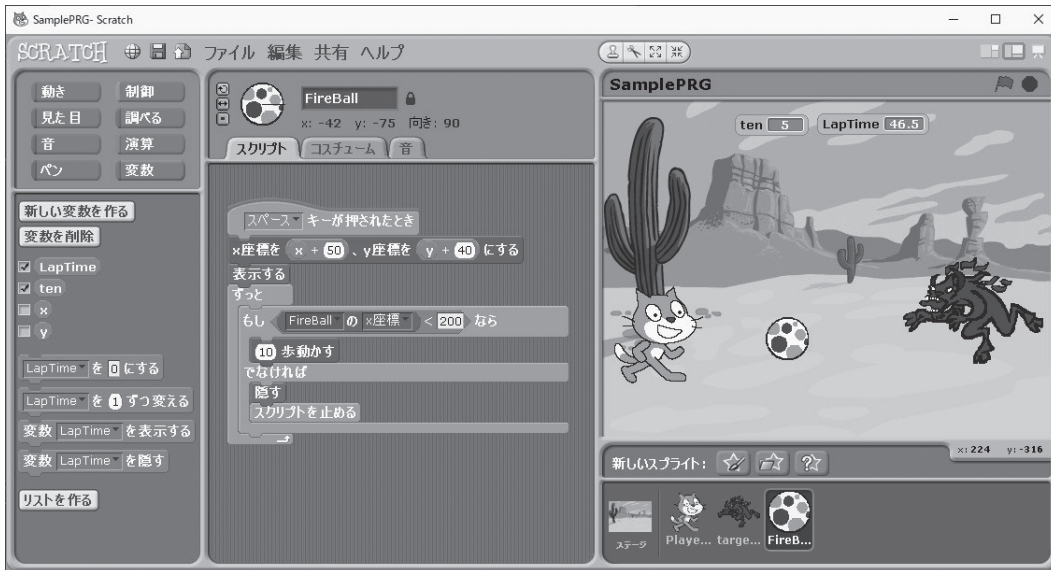 SamplePRG- Scratch
SCRATCH ファイル 編集 共有 ヘルプ
動き 制御
見た目 調べる
音 演算
ペン 変数
新しい変数を作る
変数を削除
LapTime
ten
x
y
LapTime を 0 にする
LapTime を 1 ずつ変える
変数 LapTime を表示する
変数 LapTime を隠す
リストを作る
FireBall
x: -42 y: -75 向き: 90
スクリプト コスチューム 音
スペース キーが押されたとき
x座標を x + 50 、y座標を y + 40 にする
表示する
ずっと
もし FireBall の x座標 < 200 なら
10 歩動かす
でなければ
隠す
スクリプトを止める
SamplePRG
ten 5 LapTime 46.5
x: 224 y: -316
新しいスプライト:
ステージ Playe... targe... FireB...